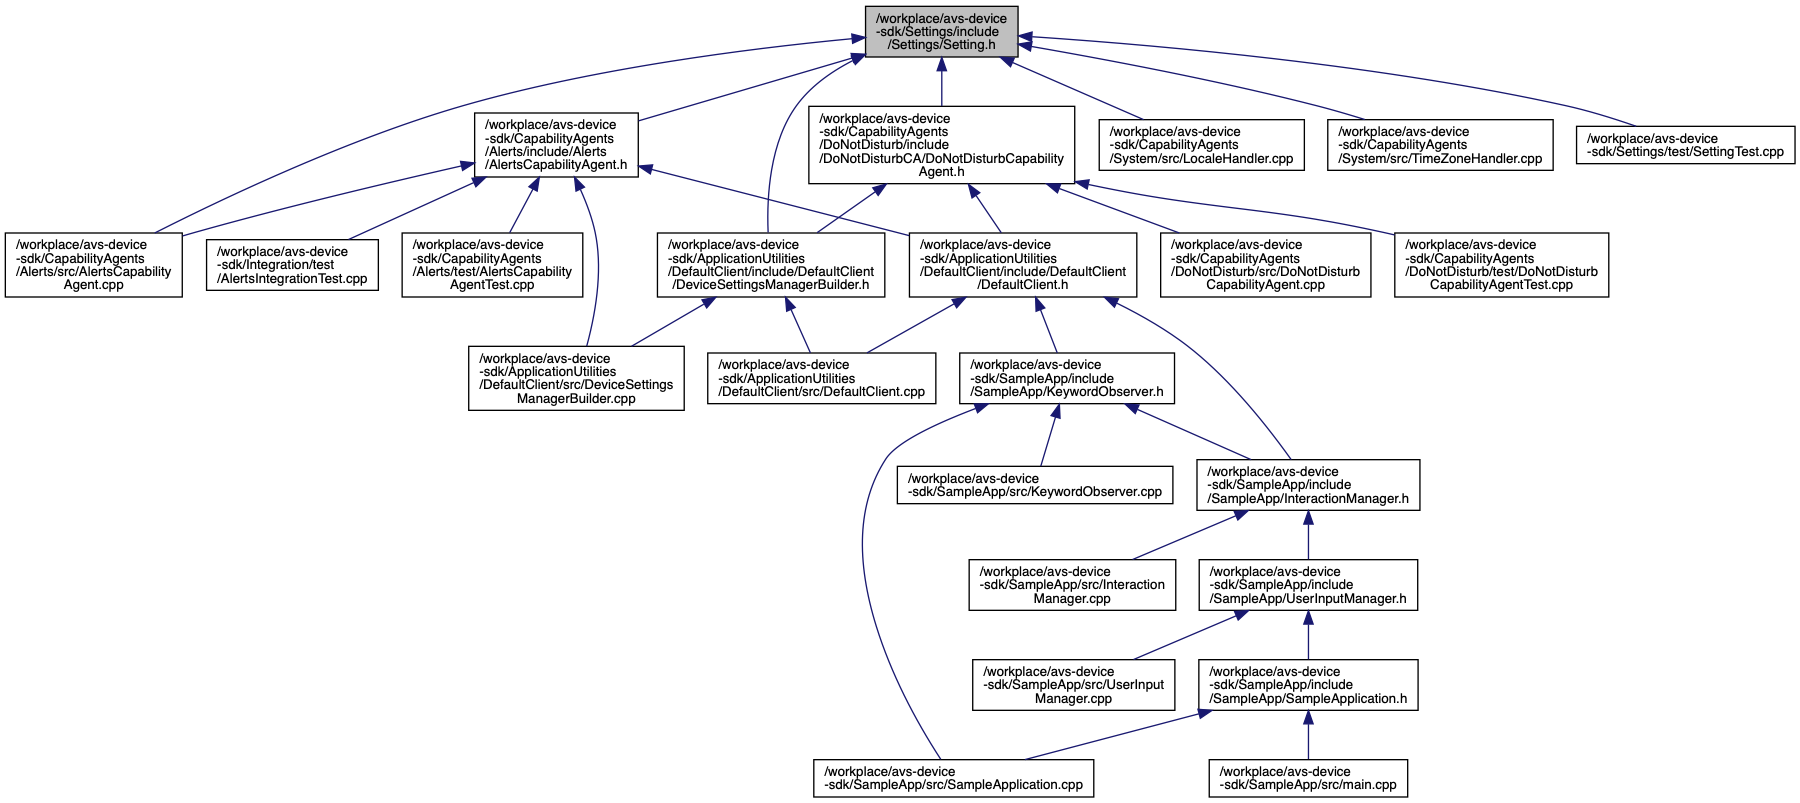 /workplace/avs-device
-sdk/Settings/include
/Settings/Setting.h
/workplace/avs-device
-sdk/CapabilityAgents
/Alerts/include/Alerts
/AlertsCapabilityAgent.h
/workplace/avs-device
-sdk/CapabilityAgents
/DoNotDisturb/include
/DoNotDisturbCA/DoNotDisturbCapability
Agent.h
/workplace/avs-device
-sdk/CapabilityAgents
/System/src/LocaleHandler.cpp
/workplace/avs-device
-sdk/CapabilityAgents
/System/src/TimeZoneHandler.cpp
/workplace/avs-device
-sdk/Settings/test/SettingTest.cpp
/workplace/avs-device
-sdk/CapabilityAgents
/Alerts/src/AlertsCapability
Agent.cpp
/workplace/avs-device
-sdk/Integration/test
/AlertsIntegrationTest.cpp
/workplace/avs-device
-sdk/CapabilityAgents
/Alerts/test/AlertsCapability
AgentTest.cpp
/workplace/avs-device
-sdk/ApplicationUtilities
/DefaultClient/include/DefaultClient
/DeviceSettingsManagerBuilder.h
/workplace/avs-device
-sdk/ApplicationUtilities
/DefaultClient/include/DefaultClient
/DefaultClient.h
/workplace/avs-device
-sdk/CapabilityAgents
/DoNotDisturb/src/DoNotDisturb
CapabilityAgent.cpp
/workplace/avs-device
-sdk/CapabilityAgents
/DoNotDisturb/test/DoNotDisturb
CapabilityAgentTest.cpp
/workplace/avs-device
-sdk/ApplicationUtilities
/DefaultClient/src/DeviceSettings
ManagerBuilder.cpp
/workplace/avs-device
-sdk/ApplicationUtilities
/DefaultClient/src/DefaultClient.cpp
/workplace/avs-device
-sdk/SampleApp/include
/SampleApp/KeywordObserver.h
/workplace/avs-device
-sdk/SampleApp/src/KeywordObserver.cpp
/workplace/avs-device
-sdk/SampleApp/include
/SampleApp/InteractionManager.h
/workplace/avs-device
-sdk/SampleApp/src/Interaction
Manager.cpp
/workplace/avs-device
-sdk/SampleApp/include
/SampleApp/UserInputManager.h
/workplace/avs-device
-sdk/SampleApp/src/UserInput
Manager.cpp
/workplace/avs-device
-sdk/SampleApp/include
/SampleApp/SampleApplication.h
/workplace/avs-device
-sdk/SampleApp/src/SampleApplication.cpp
/workplace/avs-device
-sdk/SampleApp/src/main.cpp